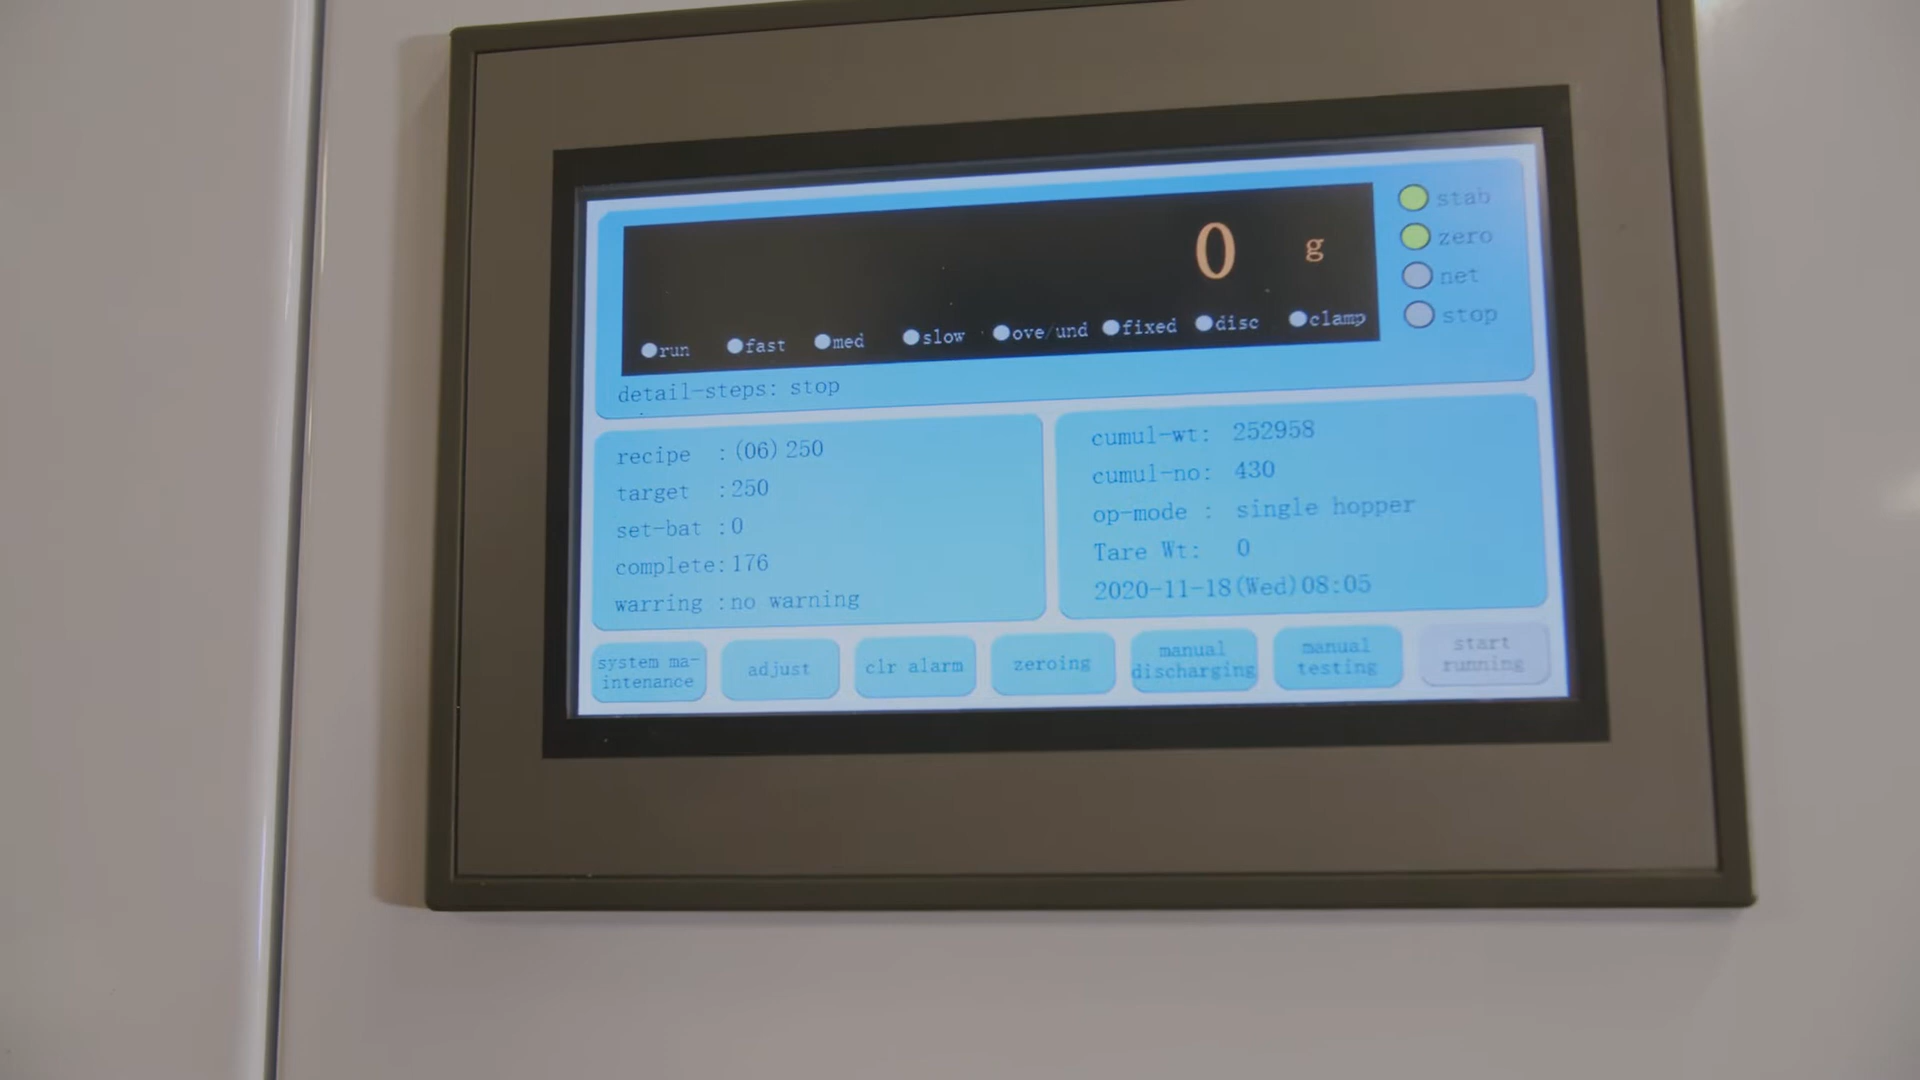 0 g
stab
zero
net
stop
run fast med slow ove/und fixed disc clamp
detail-steps: stop
recipe :(06)250
target :250
set-bat :0
complete:176
warring :no warning
cumul-wt: 252958
cumul-no: 430
op-mode : single hopper
Tare Wt: 0
2020-11-18(Wed)08:05
system ma-
intenance
adjust
clr alarm
zeroing
manual
discharging
manual
testing
start
running